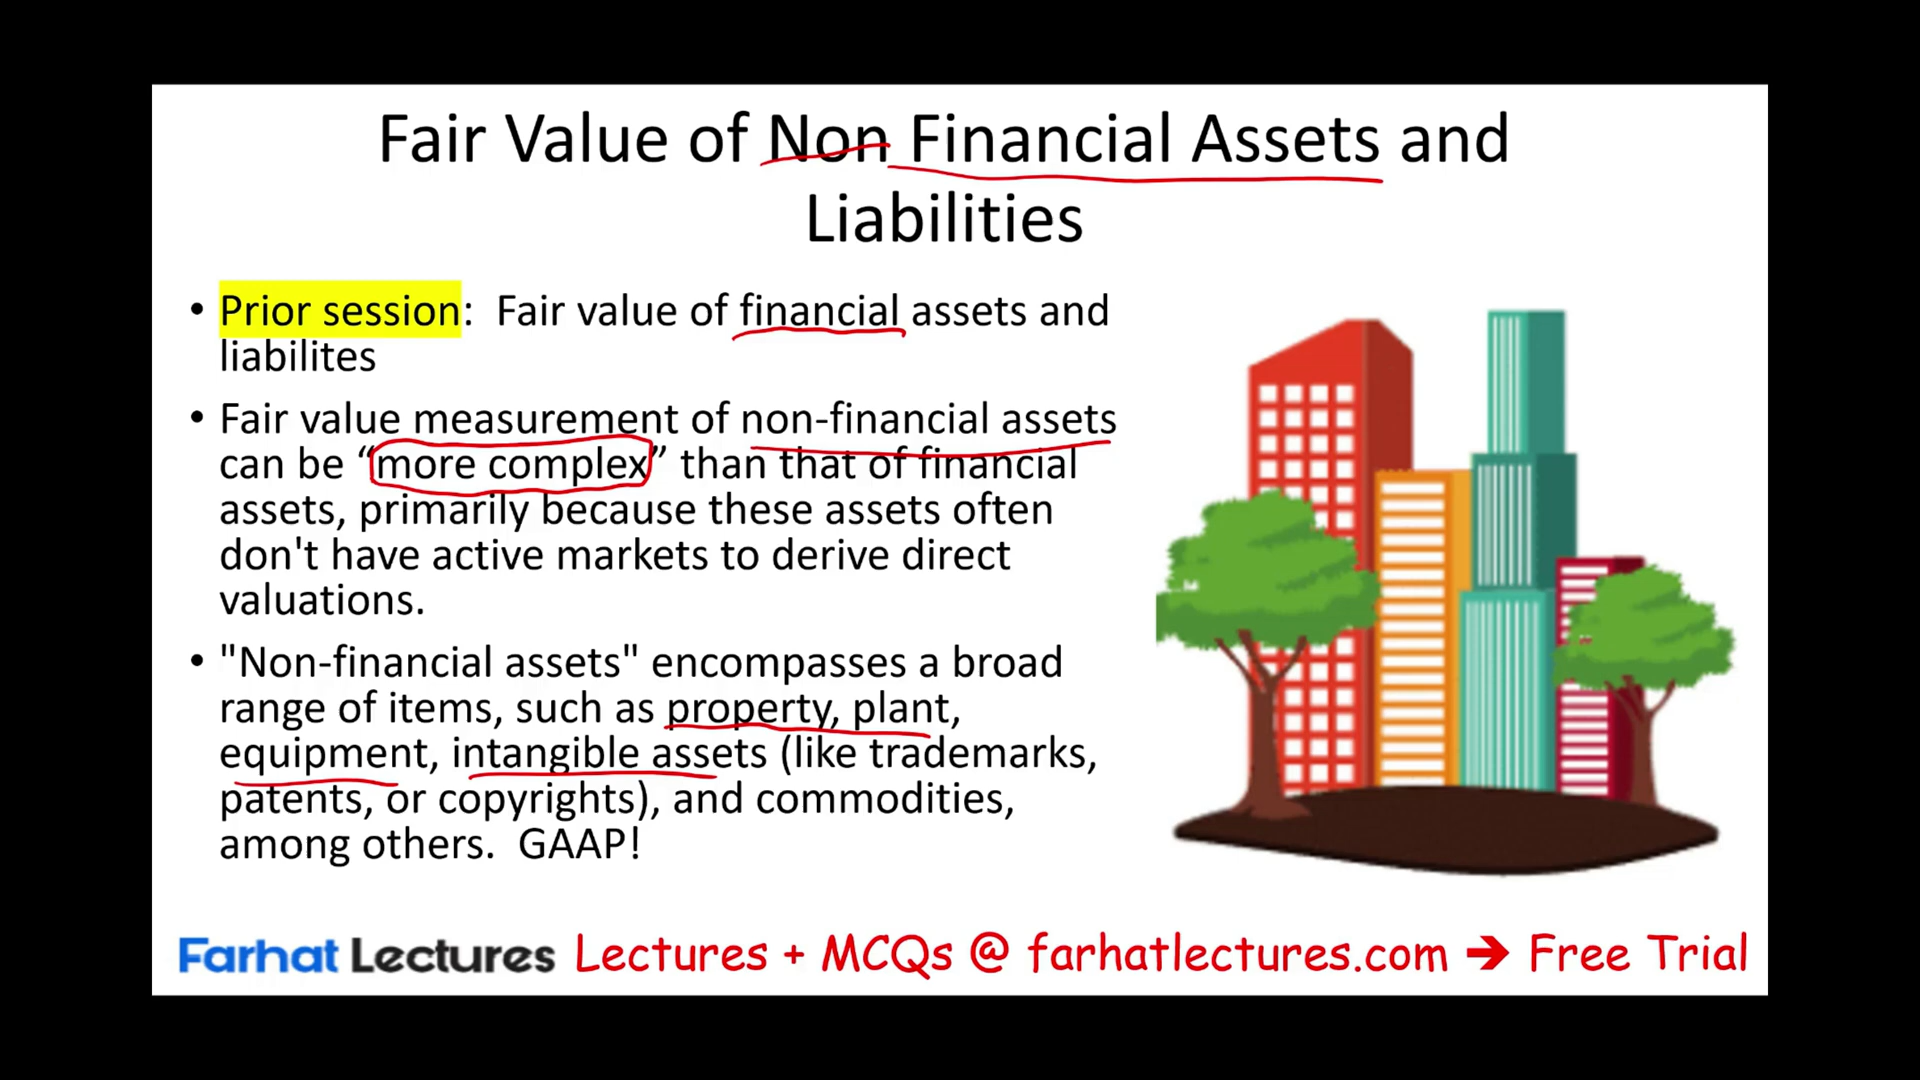 Fair Value of Non Financial Assets and
Liabilities
• Prior session:  Fair value of financial assets and
liabilites
• Fair value measurement of non-financial assets
can be “more complex” than that of financial
assets, primarily because these assets often
don't have active markets to derive direct
valuations.
• "Non-financial assets" encompasses a broad
range of items, such as property, plant,
equipment, intangible assets (like trademarks,
patents, or copyrights), and commodities,
among others.  GAAP!
Farhat Lectures Lectures + MCQs @ farhatlectures.com ➔ Free Trial